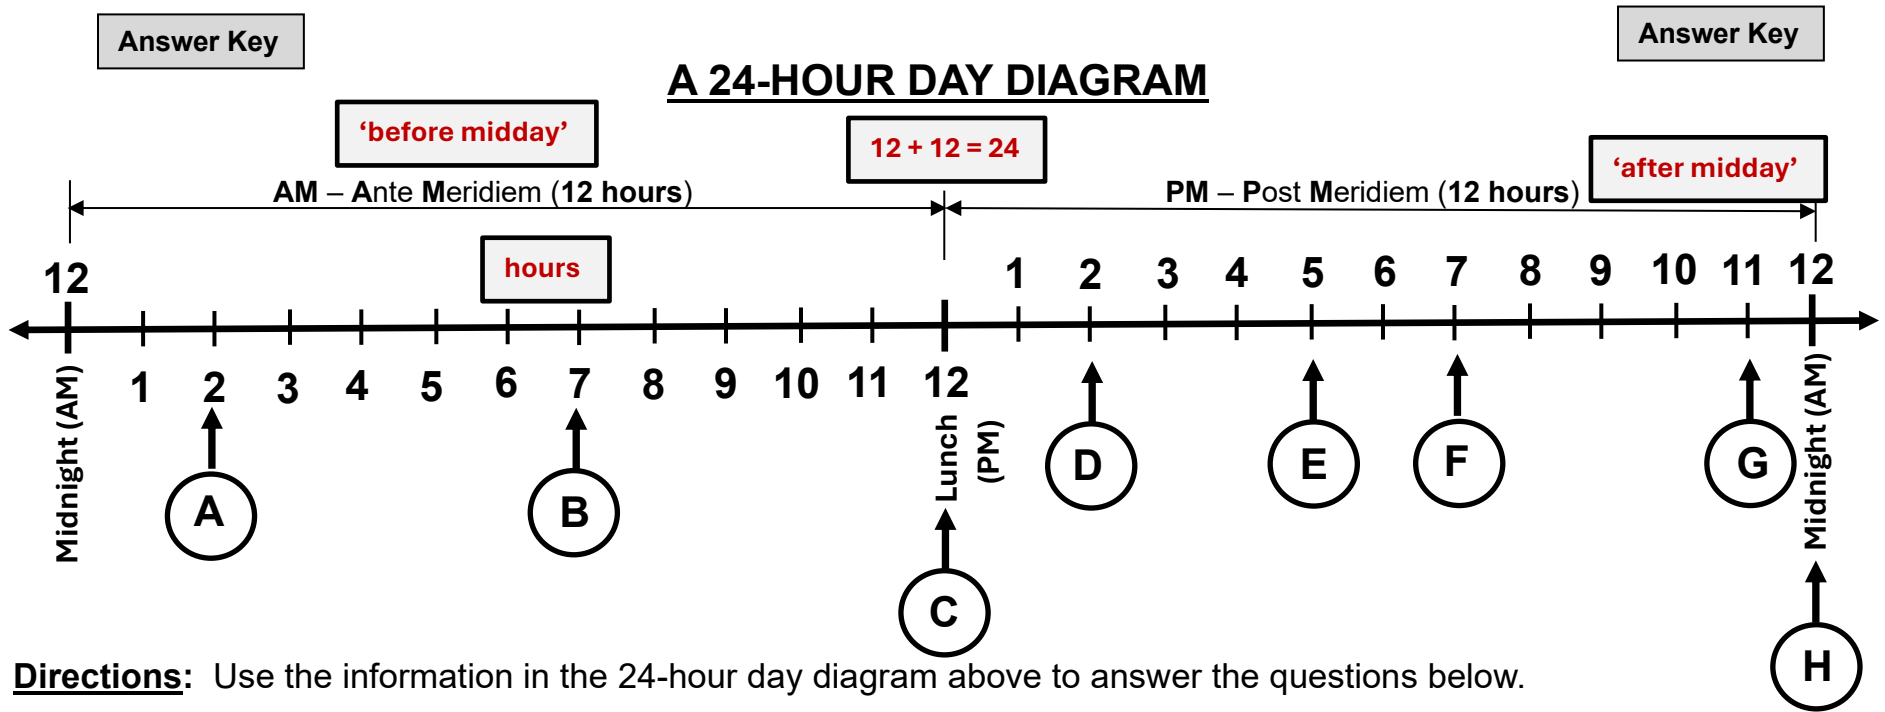 Answer Key
Answer Key
A 24-HOUR DAY DIAGRAM
‘before midday’
12 + 12 = 24
‘after midday’
AM – Ante Meridiem (12 hours)
PM – Post Meridiem (12 hours)
hours
12
1 2 3 4 5 6 7 8 9 10 11 12
1 2 3 4 5 6 7 8 9 10 11 12
Midnight (AM)
Lunch
(PM)
Midnight (AM)
A
B
C
D
E
F
G
H
Directions: Use the information in the 24-hour day diagram above to answer the questions below.